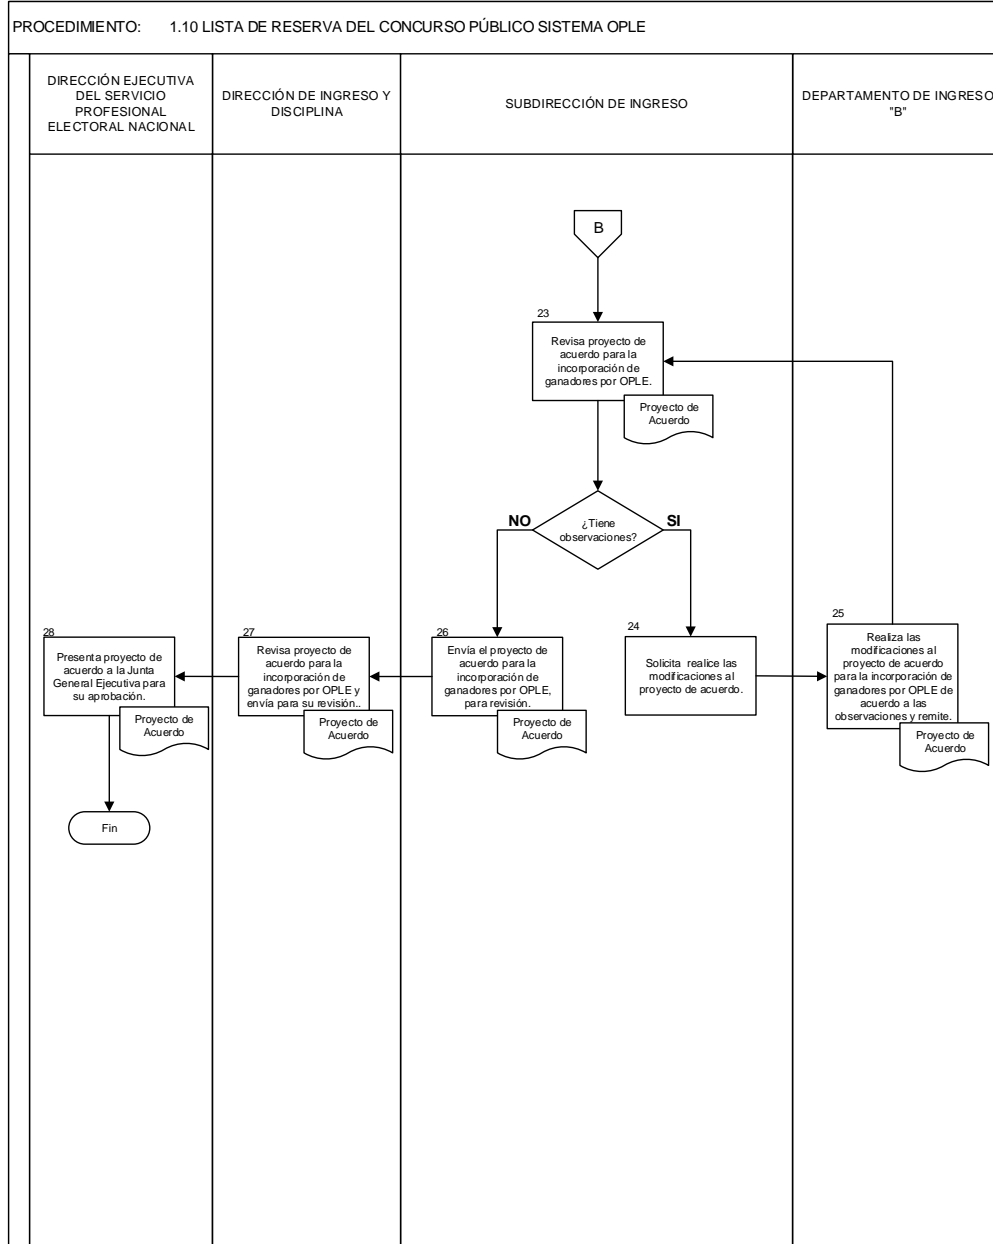 PROCEDIMIENTO: 1.10 LISTA DE RESERVA DEL CONCURSO PÚBLICO SISTEMA OPLE
DIRECCIÓN EJECUTIVA
DEL SERVICIO
PROFESIONAL
ELECTORAL NACIONAL
DIRECCIÓN DE INGRESO Y
DISCIPLINA
SUBDIRECCIÓN DE INGRESO
DEPARTAMENTO DE INGRESO
"B"
B
23
Revisa proyecto de
acuerdo para la
incorporación de
ganadores por OPLE.
Proyecto de
Acuerdo
¿Tiene
observaciones?
NO
SI
28
Presenta proyecto de
acuerdo a la Junta
General Ejecutiva para
su aprobación.
Proyecto de
Acuerdo
27
Revisa proyecto de
acuerdo para la
incorporación de
ganadores por OPLE y
envía para su revisión..
Proyecto de
Acuerdo
26
Envía el proyecto de
acuerdo para la
incorporación de
ganadores por OPLE,
para revisión.
Proyecto de
Acuerdo
24
Solicita realice las
modificaciones al
proyecto de acuerdo.
25
Realiza las
modificaciones al
proyecto de acuerdo
para la incorporación de
ganadores por OPLE de
acuerdo a las
observaciones y remite.
Proyecto de
Acuerdo
Fin